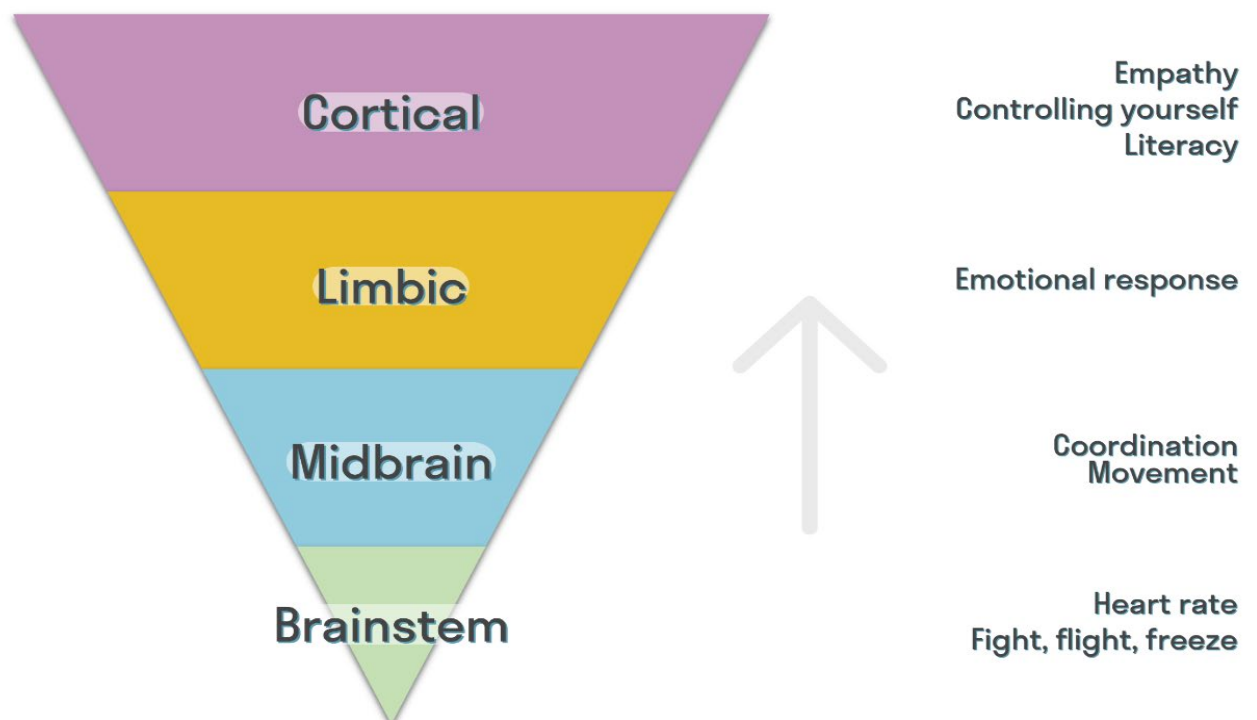 Cortical
Empathy
Controlling yourself
Literacy
Limbic
Emotional response
Midbrain
Coordination
Movement
Brainstem
Heart rate
Fight, flight, freeze